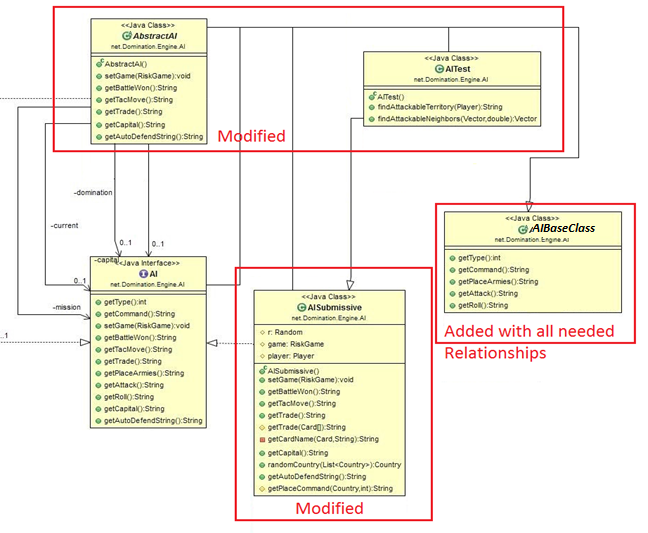 <<Java Class>>
AbstractAI
net.Domination.Engine.AI
AbstractAI()
setGame(RiskGame):void
getBattleWon():String
getTacMove():String
getTrade():String
getCapital():String
getAutoDefendString():String
Modified
<<Java Class>>
AITest
net.Domination.Engine.AI
AITest()
findAttackableTerritory(Player):String
findAttackableNeighbors(Vector,double):Vector
-domination
-current
0..1
0..1
-capital
0..1
-mission
..1
<<Java Interface>>
AI
net.Domination.Engine.AI
getType():int
getCommand():String
setGame(RiskGame):void
getBattleWon():String
getTacMove():String
getTrade():String
getPlaceArmies():String
getAttack():String
getRoll():String
getCapital():String
getAutoDefendString():String
<<Java Class>>
AISubmissive
net.Domination.Engine.AI
r: Random
game: RiskGame
player: Player
AISubmissive()
setGame(RiskGame):void
getBattleWon():String
getTacMove():String
getTrade():String
getTrade(Card[]):String
getCardName(Card,String):String
getCapital():String
randomCountry(List<Country>):Country
getAutoDefendString():String
getPlaceCommand(Country,int):String
Modified
<<Java Class>>
AIBaseClass
net.Domination.Engine.AI
getType():int
getCommand():String
getPlaceArmies():String
getAttack():String
getRoll():String
Added with all needed
Relationships